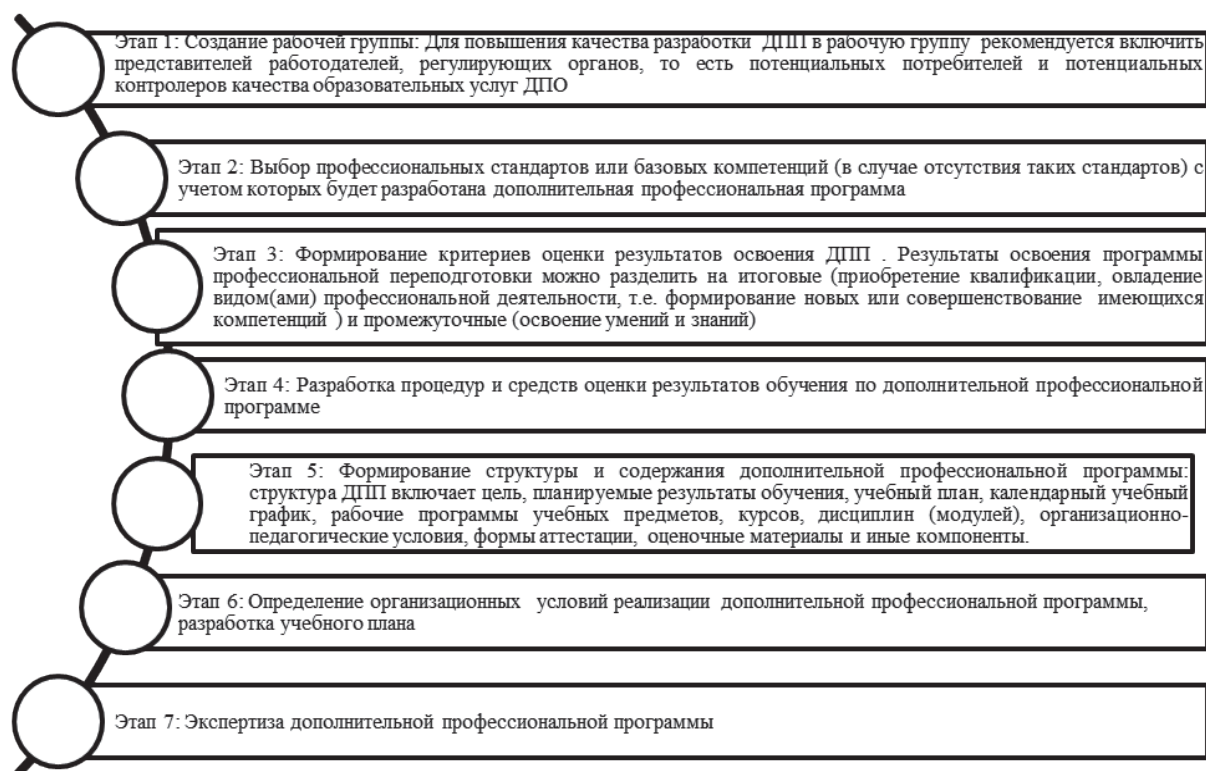 Этап 1: Создание рабочей группы: Для повышения качества разработки ДПП в рабочую группу рекомендуется включить
представителей работодателей, регулирующих органов, то есть потенциальных потребителей и потенциальных
контролеров качества образовательных услуг ДПО
Этап 2: Выбор профессиональных стандартов или базовых компетенций (в случае отсутствия таких стандартов) с
учетом которых будет разработана дополнительная профессиональная программа
Этап 3: Формирование критериев оценки результатов освоения ДПП . Результаты освоения программы
профессиональной переподготовки можно разделить на итоговые (приобретение квалификации, овладение
видом(ами) профессиональной деятельности, т.е. формирование новых или совершенствование имеющихся
компетенций ) и промежуточные (освоение умений и знаний)
Этап 4: Разработка процедур и средств оценки результатов обучения по дополнительной профессиональной
программе
Этап 5: Формирование структуры и содержания дополнительной профессиональной программы:
структура ДПП включает цель, планируемые результаты обучения, учебный план, календарный учебный
график, рабочие программы учебных предметов, курсов, дисциплин (модулей), организационно-
педагогические условия, формы аттестации, оценочные материалы и иные компоненты.
Этап 6: Определение организационных условий реализации дополнительной профессиональной программы,
разработка учебного плана
Этап 7: Экспертиза дополнительной профессиональной программы